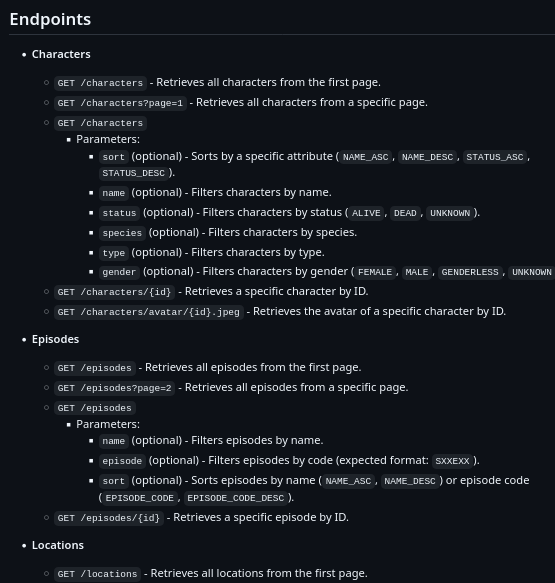 Endpoints
• Characters
○ GET /characters - Retrieves all characters from the first page.
○ GET /characters?page=1 - Retrieves all characters from a specific page.
○ GET /characters
▪ Parameters:
▪ sort (optional) - Sorts by a specific attribute ( NAME_ASC, NAME_DESC, STATUS_ASC,
STATUS_DESC ).
▪ name (optional) - Filters characters by name.
▪ status (optional) - Filters characters by status ( ALIVE, DEAD, UNKNOWN ).
▪ species (optional) - Filters characters by species.
▪ type (optional) - Filters characters by type.
▪ gender (optional) - Filters characters by gender ( FEMALE, MALE, GENDERLESS, UNKNOWN
○ GET /characters/{id} - Retrieves a specific character by ID.
○ GET /characters/avatar/{id}.jpeg - Retrieves the avatar of a specific character by ID.
• Episodes
○ GET /episodes - Retrieves all episodes from the first page.
○ GET /episodes?page=2 - Retrieves all episodes from a specific page.
○ GET /episodes
▪ Parameters:
▪ name (optional) - Filters episodes by name.
▪ episode (optional) - Filters episodes by code (expected format: SXXEXX ).
▪ sort (optional) - Sorts episodes by name ( NAME_ASC, NAME_DESC ) or episode code
( EPISODE_CODE, EPISODE_CODE_DESC ).
○ GET /episodes/{id} - Retrieves a specific episode by ID.
• Locations
○ GET /locations - Retrieves all locations from the first page.